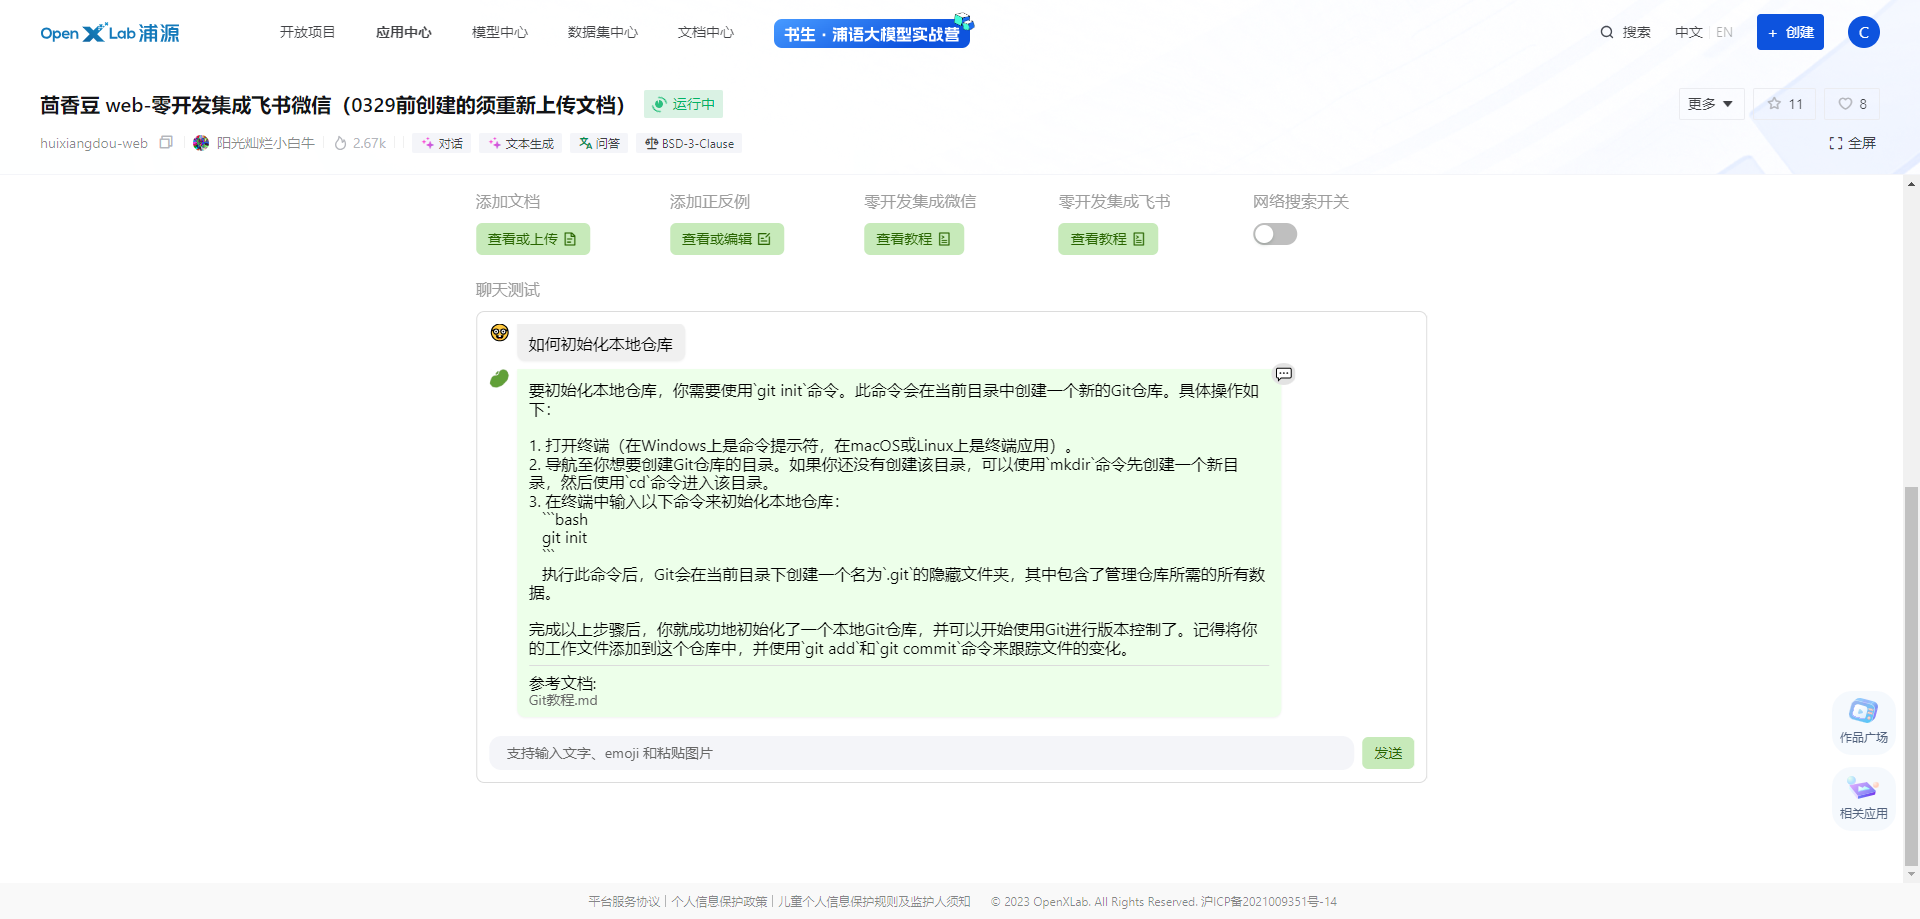 OpenXLab浦源
开放项目
应用中心
模型中心
数据集中心
文档中心
书生·浦语大模型实战营
搜索
中文 | EN
+ 创建
C
茴香豆 web-零开发集成飞书微信（0329前创建的须重新上传文档）
运行中
更多
11
8
huixiangdou-web
阳光灿烂小白牛
2.67k
对话
文本生成
问答
BSD-3-Clause
全屏
添加文档
添加正反例
零开发集成微信
零开发集成飞书
网络搜索开关
查看或上传
查看或编辑
查看教程
查看教程
聊天测试
如何初始化本地仓库
要初始化本地仓库，你需要使用`git init`命令。此命令会在当前目录中创建一个新的Git仓库。具体操作如
下：
1. 打开终端（在Windows上是命令提示符，在macOS或Linux上是终端应用）。
2. 导航至你想要创建Git仓库的目录。如果你还没有创建该目录，可以使用`mkdir`命令先创建一个新目
录，然后使用`cd`命令进入该目录。
3. 在终端中输入以下命令来初始化本地仓库：
```bash
git init
```
执行此命令后，Git会在当前目录下创建一个名为`.git`的隐藏文件夹，其中包含了管理仓库所需的所有数
据。
完成以上步骤后，你就成功地初始化了一个本地Git仓库，并可以开始使用Git进行版本控制了。记得将你
的工作文件添加到这个仓库中，并使用`git add`和`git commit`命令来跟踪文件的变化。
参考文档:
Git教程.md
支持输入文字、emoji 和粘贴图片
发送
作品广场
相关应用
平台服务协议 | 个人信息保护政策 | 儿童个人信息保护规则及监护人须知 © 2023 OpenXLab. All Rights Reserved. 沪ICP备2021009351号-14